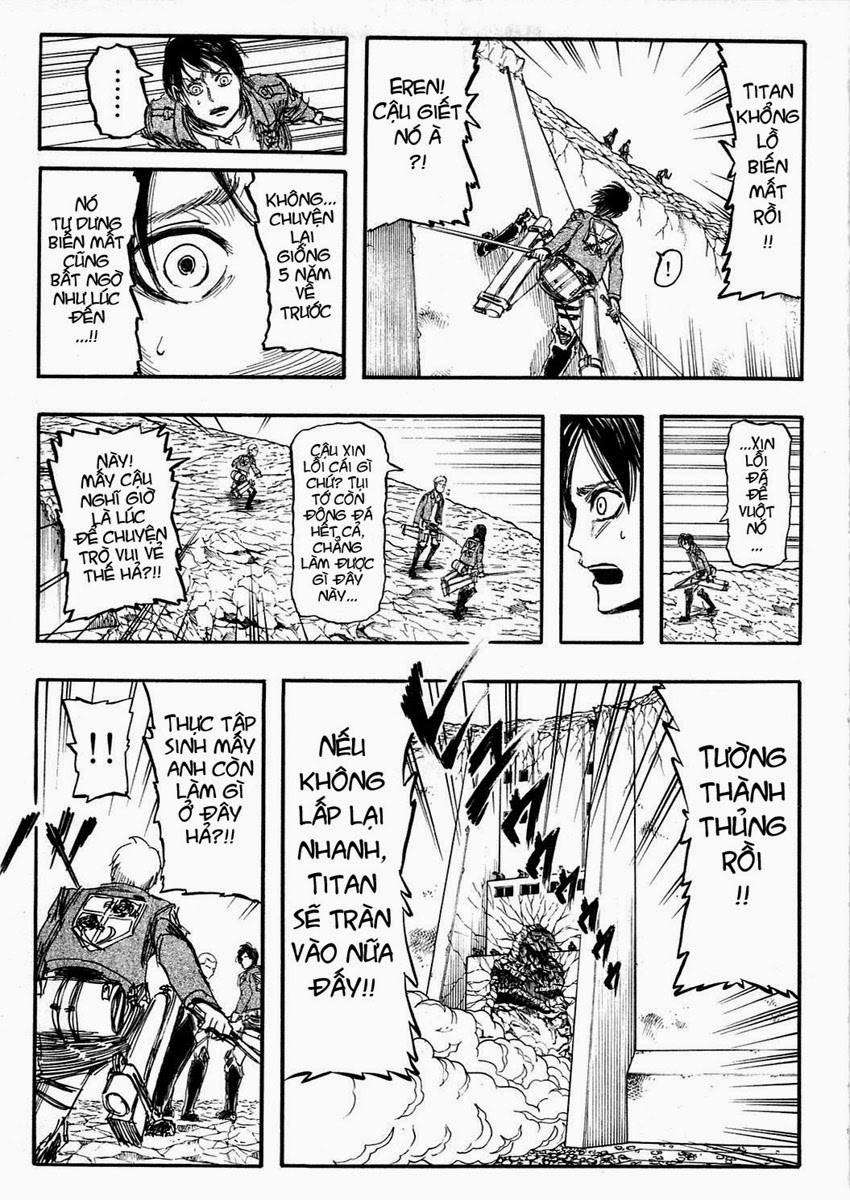 TITAN
KHỔNG
LỒ
BIẾN
MẤT
RỒI
!!
EREN!
CẬU GIẾT
NÓ À
?!
!
....
KHÔNG...
CHUYỆN
LẠI
GIỐNG
5 NĂM
VỀ
TRƯỚC
NÓ
TỰ DƯNG
BIẾN MẤT
CŨNG
BẤT NGỜ
NHƯ LÚC
ĐẾN
...!!
...XIN
LỖI
ĐÃ
ĐỂ
VUỘT
NÓ
...
CẬU XIN
LỖI CÁI GÌ
CHỨ? TỤI
TỚ CÒN
ĐÔNG ĐÁ
HẾT CẢ,
CHẲNG
LÀM ĐƯỢC
GÌ ĐÂY
NÀY...
NÀY!
MẤY CẬU
NGHĨ GIỜ
LÀ LÚC
ĐỂ CHUYỆN
TRÒ VUI VẺ
THẾ HẢ?!!
TƯỜNG
THÀNH
THỦNG
RỒI
!!
NẾU
KHÔNG
LẤP LẠI
NHANH,
TITAN
SẼ TRÀN
VÀO NỮA
ĐẤY!!
THỰC TẬP
SINH MẤY
ANH CÒN
LÀM GÌ
Ở ĐÂY
HẢ?!!
!!